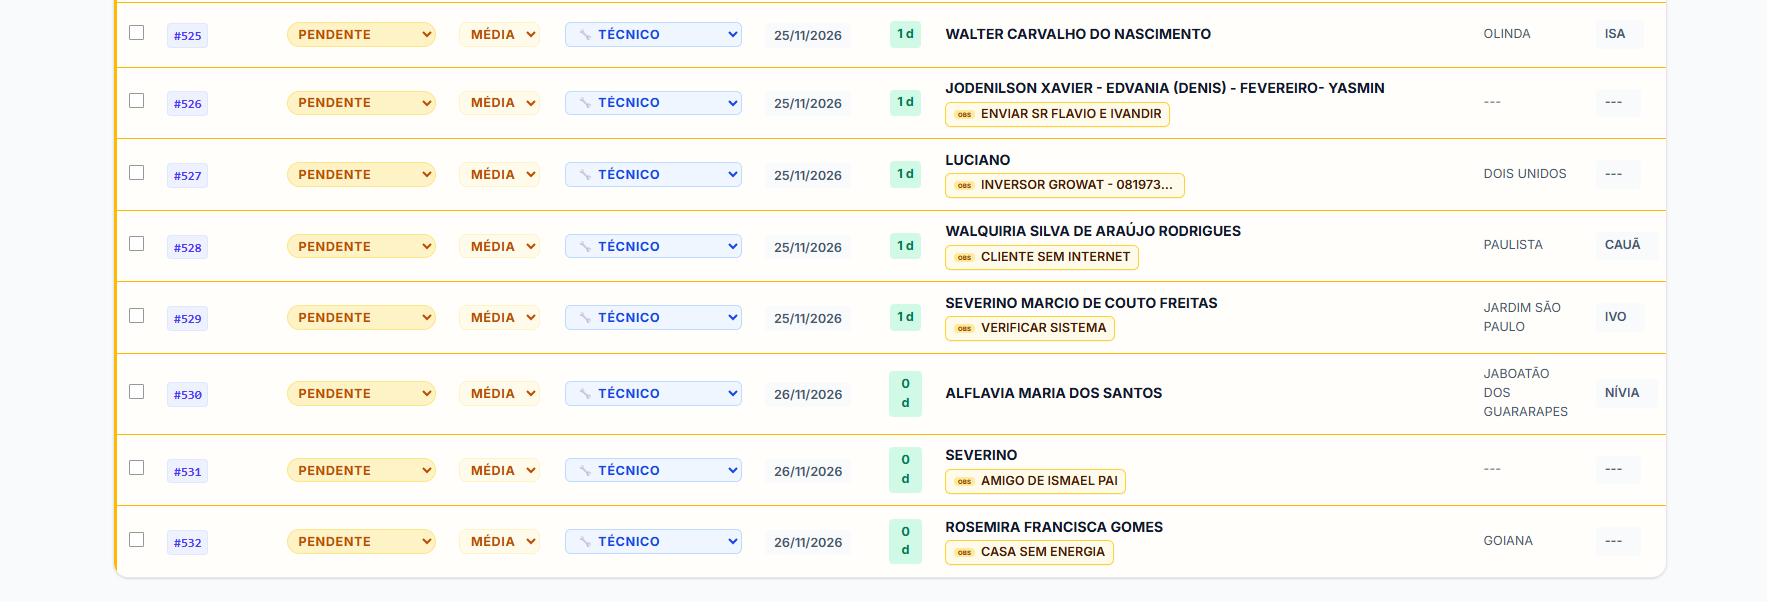 #525 PENDENTE MÉDIA TÉCNICO 25/11/2026 1 d WALTER CARVALHO DO NASCIMENTO OLINDA ISA
#526 PENDENTE MÉDIA TÉCNICO 25/11/2026 1 d JODENILSON XAVIER - EDVANIA (DENIS) - FEVEREIRO- YASMIN --- ---
OBS ENVIAR SR FLAVIO E IVANDIR
#527 PENDENTE MÉDIA TÉCNICO 25/11/2026 1 d LUCIANO DOIS UNIDOS ---
OBS INVERSOR GROWAT - 081973...
#528 PENDENTE MÉDIA TÉCNICO 25/11/2026 1 d WALQUIRIA SILVA DE ARAÚJO RODRIGUES PAULISTA CAUÃ
OBS CLIENTE SEM INTERNET
#529 PENDENTE MÉDIA TÉCNICO 25/11/2026 1 d SEVERINO MARCIO DE COUTO FREITAS
OBS VERIFICAR SISTEMA
JARDIM SÃO
PAULO
IVO
#530 PENDENTE MÉDIA TÉCNICO 26/11/2026
0
d
ALFLAVIA MARIA DOS SANTOS
JABOATÃO
DOS
GUARARAPES
NÍVIA
#531 PENDENTE MÉDIA TÉCNICO 26/11/2026
0
d
SEVERINO
OBS AMIGO DE ISMAEL PAI
--- ---
#532 PENDENTE MÉDIA TÉCNICO 26/11/2026
0
d
ROSEMIRA FRANCISCA GOMES
OBS CASA SEM ENERGIA
GOIANA ---